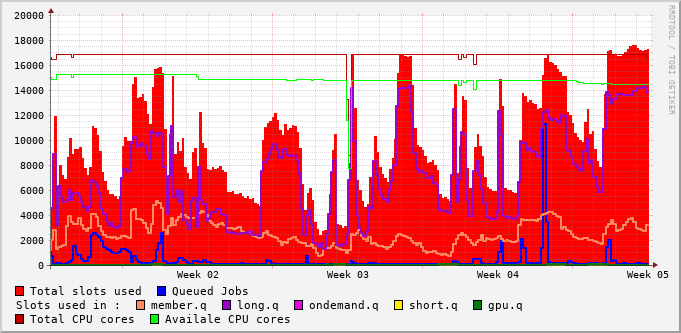 20000
18000
16000
14000
12000
10000
8000
6000
4000
2000
0
Week 02 Week 03 Week 04 Week 05
RRDTOOL / TOBI OETIKER
Total slots used Queued Jobs
Slots used in : member.q long.q ondemand.q short.q gpu.q
Total CPU cores Availale CPU cores